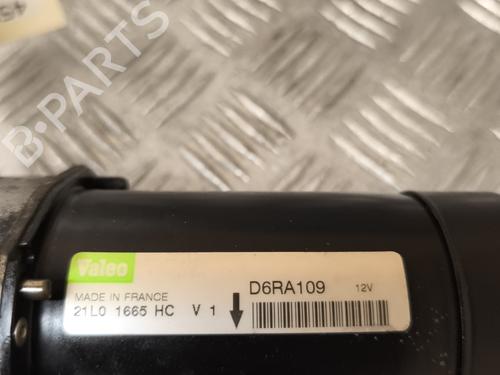 B-PARTS
Valeo
D6RA109 12V
MADE IN FRANCE
21L0 1665 HC V 1